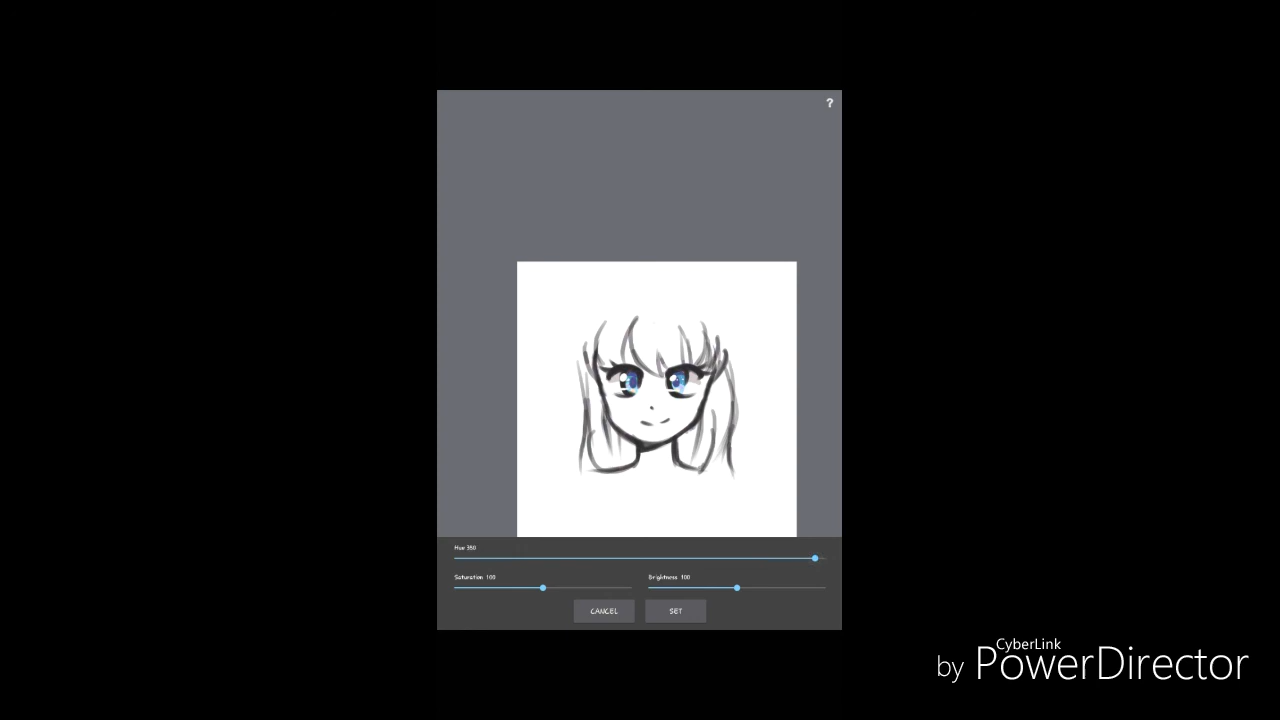 ?
Hue 350
Saturation 100 Brightness 100
CANCEL SET
CyberLink
by PowerDirector